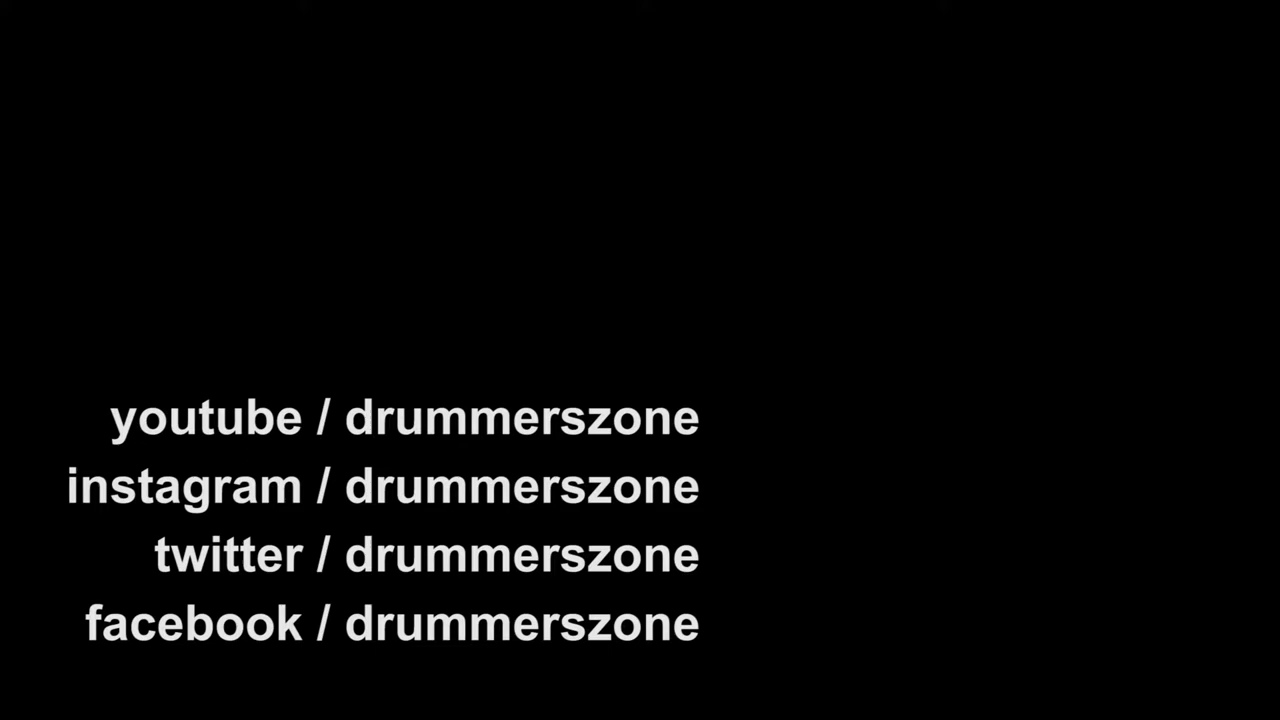 youtube / drummerszone
instagram / drummerszone
twitter / drummerszone
facebook / drummerszone